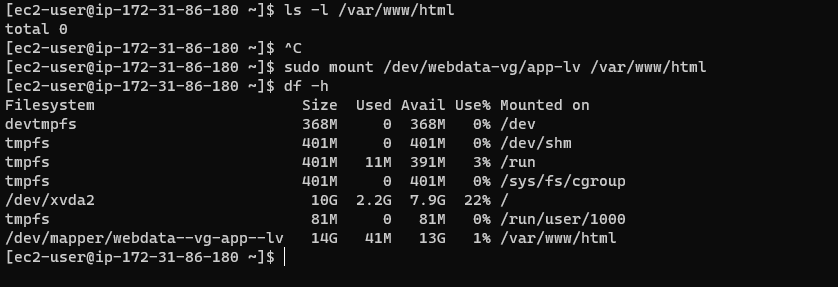 [ec2-user@ip-172-31-86-180 ~]$ ls -l /var/www/html
total 0
[ec2-user@ip-172-31-86-180 ~]$ ^C
[ec2-user@ip-172-31-86-180 ~]$ sudo mount /dev/webdata-vg/app-lv /var/www/html
[ec2-user@ip-172-31-86-180 ~]$ df -h
Filesystem                        Size  Used Avail Use% Mounted on
devtmpfs                          368M     0  368M   0% /dev
tmpfs                             401M     0  401M   0% /dev/shm
tmpfs                             401M   11M  391M   3% /run
tmpfs                             401M     0  401M   0% /sys/fs/cgroup
/dev/xvda2                         10G  2.2G  7.9G  22% /
tmpfs                              81M     0   81M   0% /run/user/1000
/dev/mapper/webdata--vg-app--lv    14G   41M   13G   1% /var/www/html
[ec2-user@ip-172-31-86-180 ~]$